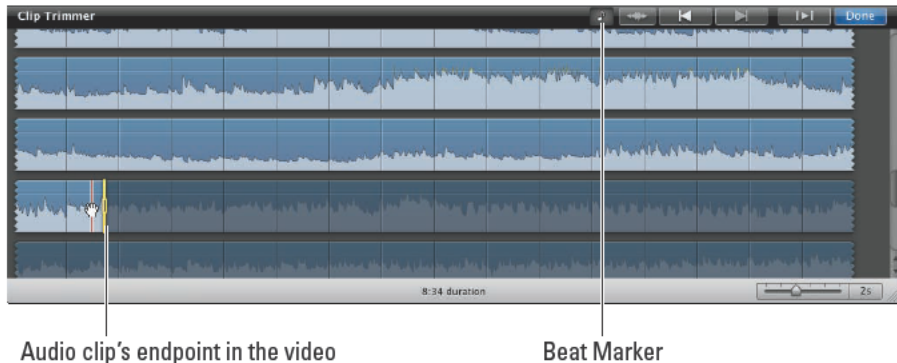 Clip Trimmer
Done
8:34 duration
2s
Audio clip's endpoint in the video
Beat Marker